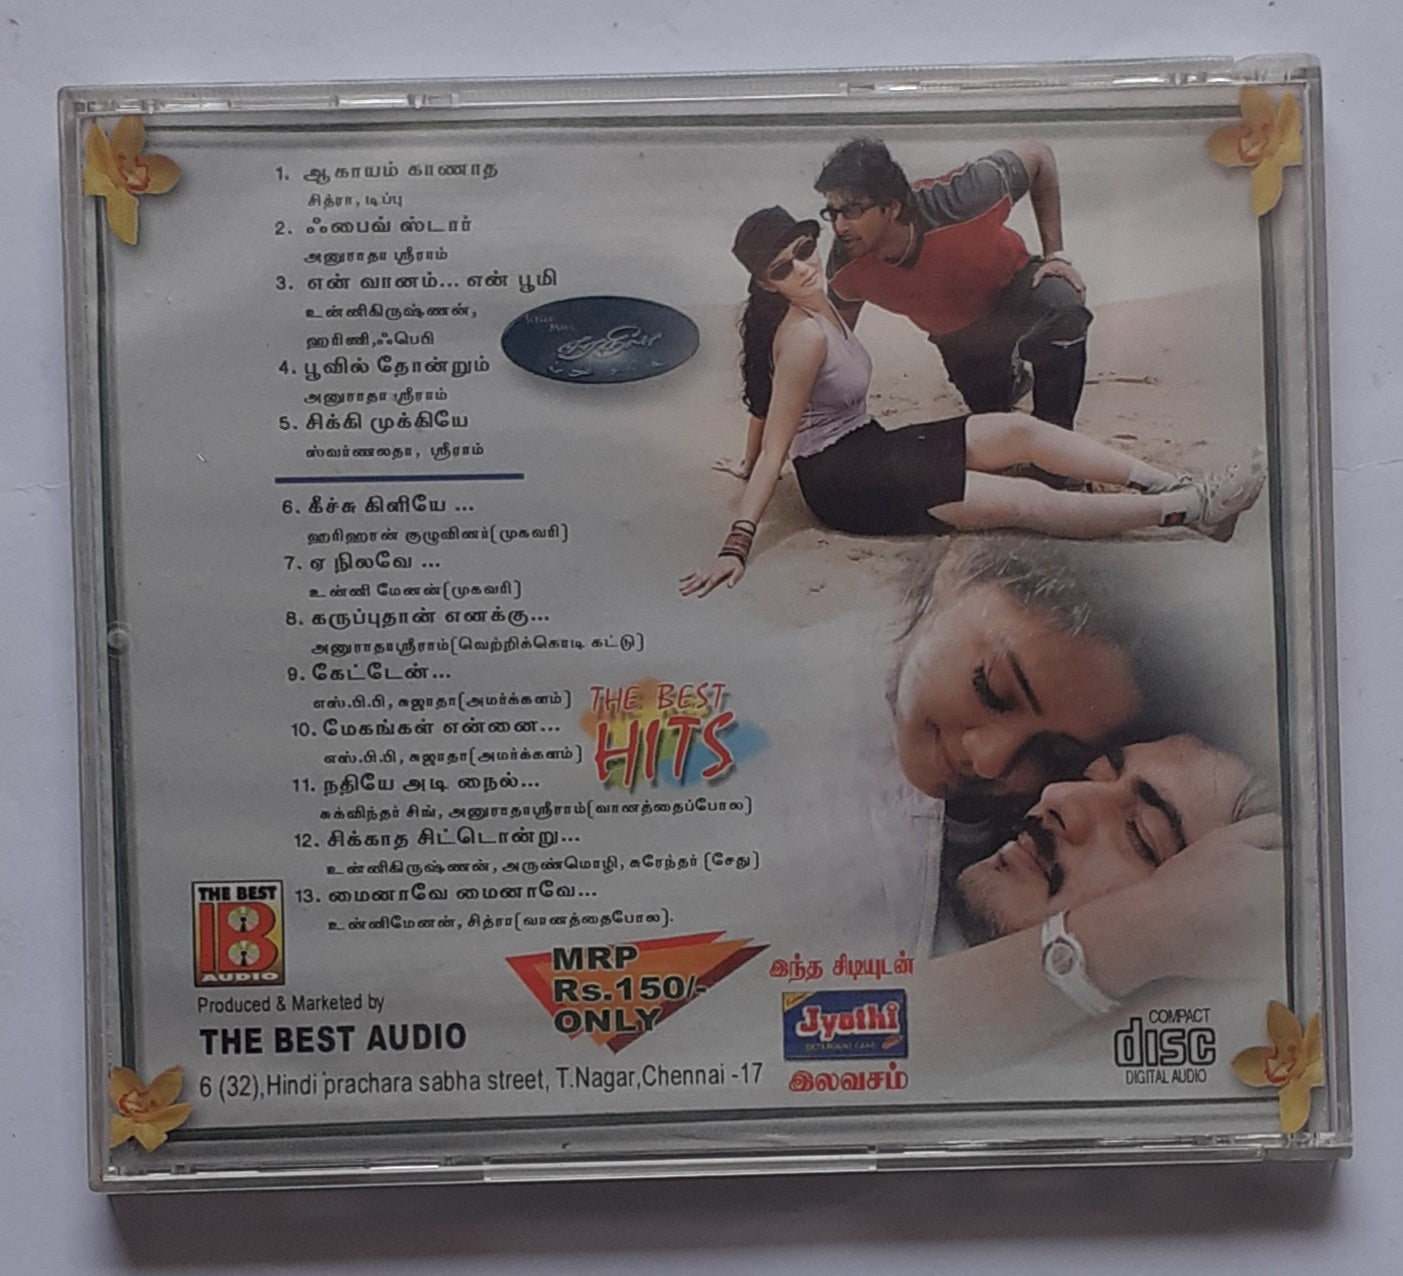 1. ஆகாயம் காணாத
சித்ரா, டிப்பு
2. ஃபைவ் ஸ்டார்
அனுராதா ஸ்ரீராம்
3. என் வானம்... என் பூமி
உன்னிகிருஷ்ணன்,
ஹரிணி,ஃபெபி
4. பூவில் தோன்றும்
அனுராதா ஸ்ரீராம்
5. சிக்கி முக்கியே
ஸ்வர்ணலதா, ஸ்ரீராம்
6. கீச்சு கிளியே ...
ஹரிஹரன் குழுவினர்(முகவரி)
7. ஏ நிலவே ...
உன்னி மேனன்(முகவரி)
8. கருப்புதான் எனக்கு...
அனுராதாஸ்ரீராம்(வெற்றிக்கொடி கட்டு)
9. கேட்டேன்...
எஸ்.பி.பி, சுஜாதா(அமர்க்களம்)
10. மேகங்கள் என்னை...
எஸ்.பி.பி, சுஜாதா(அமர்க்களம்)
THE BEST
HITS
11. நதியே அடி நைல்...
சுக்விந்தர் சிங், அனுராதாஸ்ரீராம்(வானத்தைப்போல)
12. சிக்காத சிட்டொன்று...
உன்னிகிருஷ்ணன், அருண்மொழி, சுரேந்தர் (சேது)
13. மைனாவே மைனாவே...
உன்னிமேனன், சித்ரா(வானத்தைபோல).
THE BEST
B
AUDIO
Produced & Marketed by
THE BEST AUDIO
6 (32),Hindi prachara sabha street, T.Nagar,Chennai -17
MRP
Rs.150/-
ONLY
இந்த சிடியுடன்
Jyothi
இலவசம்
COMPACT
disc
DIGITAL AUDIO